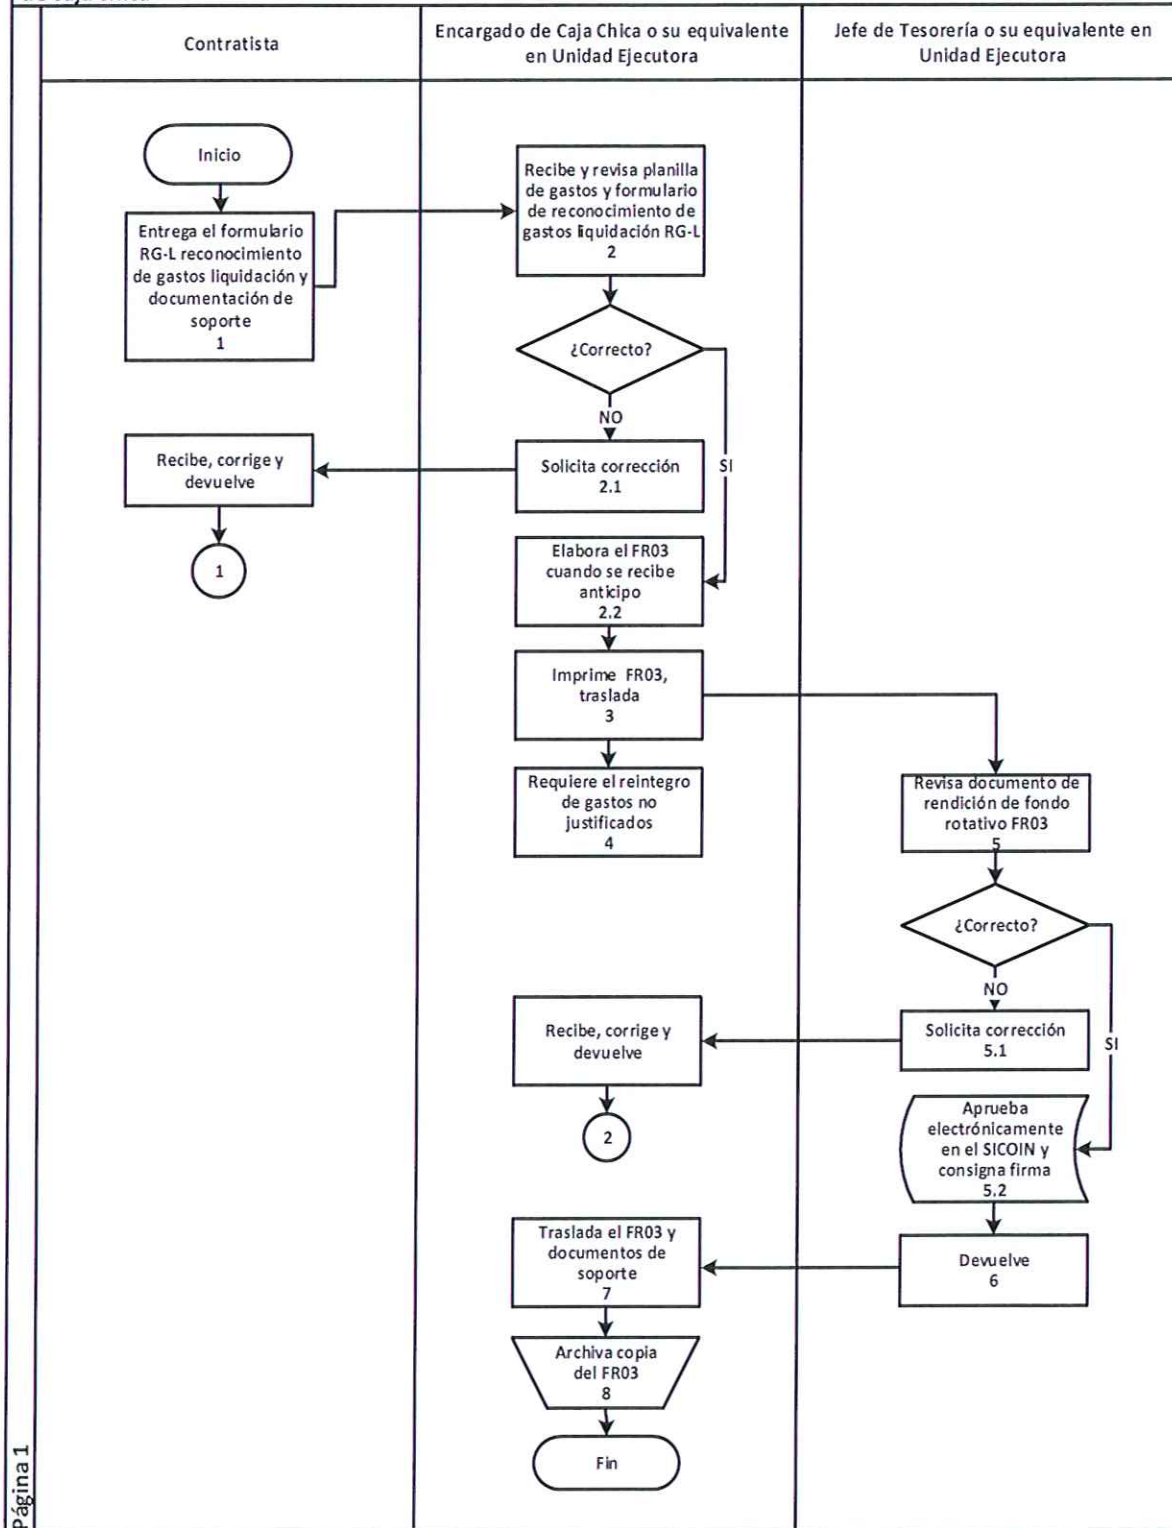 Contratista
Encargado de Caja Chica o su equivalente
en Unidad Ejecutora
Jefe de Tesorería o su equivalente en
Unidad Ejecutora
Inicio
Entrega el formulario
RG-L reconocimiento
de gastos liquidación y
documentación de
soporte
1
Recibe y revisa planilla
de gastos y formulario
de reconocimiento de
gastos liquidación RG-L
2
¿Correcto?
NO
SI
Solicita corrección
2.1
Recibe, corrige y
devuelve
1
Elabora el FR03
cuando se recibe
anticipo
2.2
Imprime FR03,
traslada
3
Requiere el reintegro
de gastos no
justificados
4
Revisa documento de
rendición de fondo
rotativo FR03
5
¿Correcto?
NO
SI
Solicita corrección
5.1
Recibe, corrige y
devuelve
2
Aprueba
electrónicamente
en el SICOIN y
consigna firma
5.2
Devuelve
6
Traslada el FR03 y
documentos de
soporte
7
Archiva copia
del FR03
8
Fin
Página 1